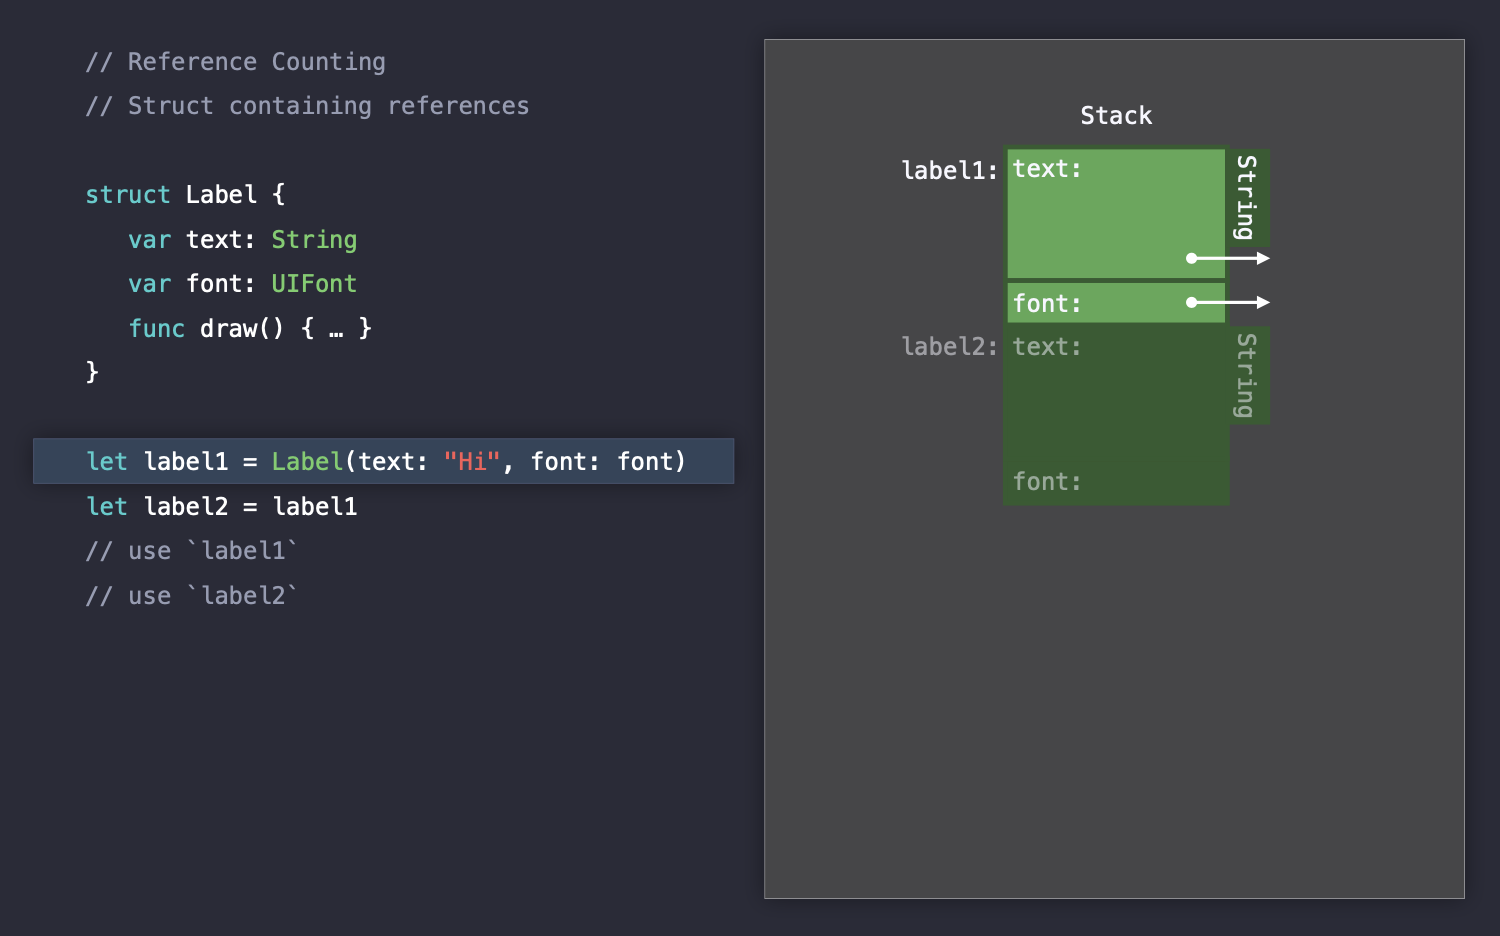 // Reference Counting
// Struct containing references
struct Label {
var text: String
var font: UIFont
func draw() { … }
}
let label1 = Label(text: "Hi", font: font)
let label2 = label1
// use `label1`
// use `label2`
Stack
label1: text: String
font:
label2: text: String
font: